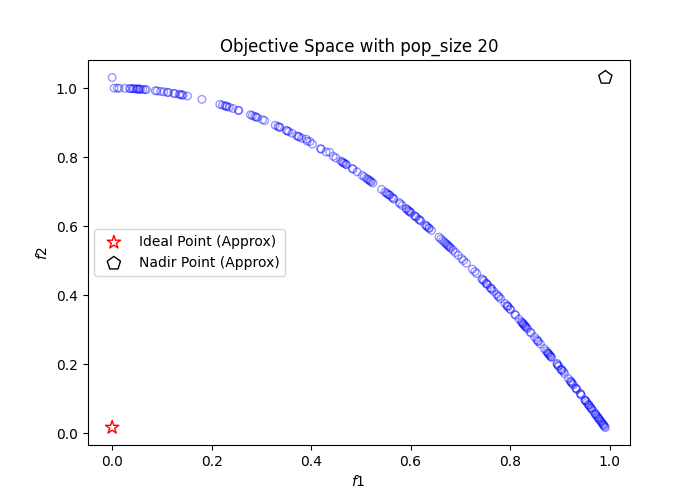 Objective Space with pop_size 20
1.0
0.8
0.6
0.4
0.2
0.0
f2
Ideal Point (Approx)
Nadir Point (Approx)
0.0 0.2 0.4 0.6 0.8 1.0
f1